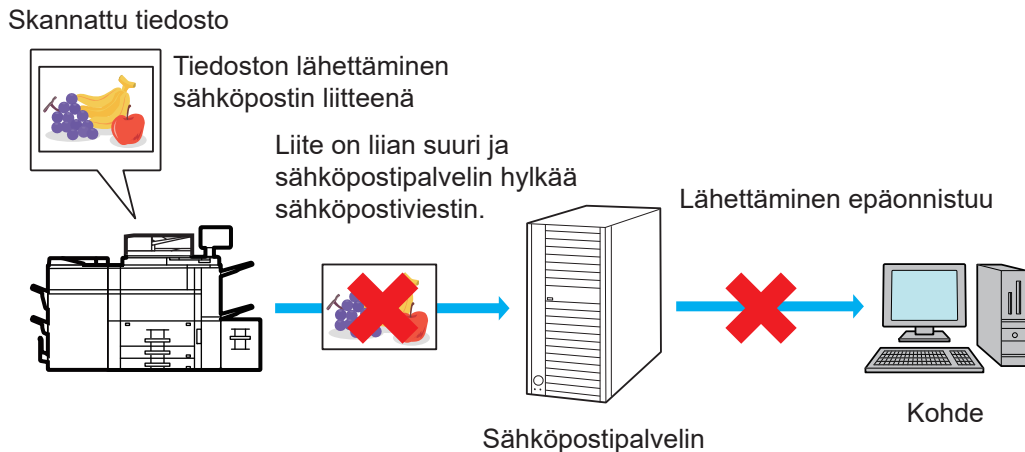 Skannattu tiedosto
Tiedoston lähettäminen
sähköpostin liitteenä
Liite on liian suuri ja
sähköpostipalvelin hylkää
sähköpostiviestin.
Lähettäminen epäonnistuu
Kohde
Sähköpostipalvelin